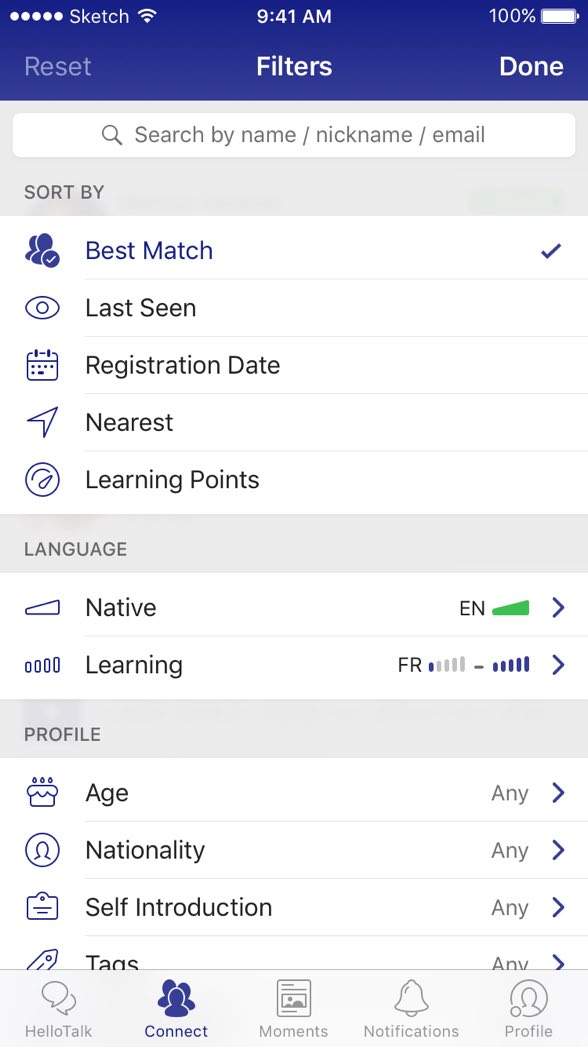 Sketch 9:41 AM 100%
Reset Filters Done
Search by name / nickname / email
SORT BY
Best Match
Last Seen
Registration Date
Nearest
Learning Points
LANGUAGE
Native EN
Learning FR –
PROFILE
Age Any
Nationality Any
Self Introduction Any
Tags Any
HelloTalk Connect Moments Notifications Profile